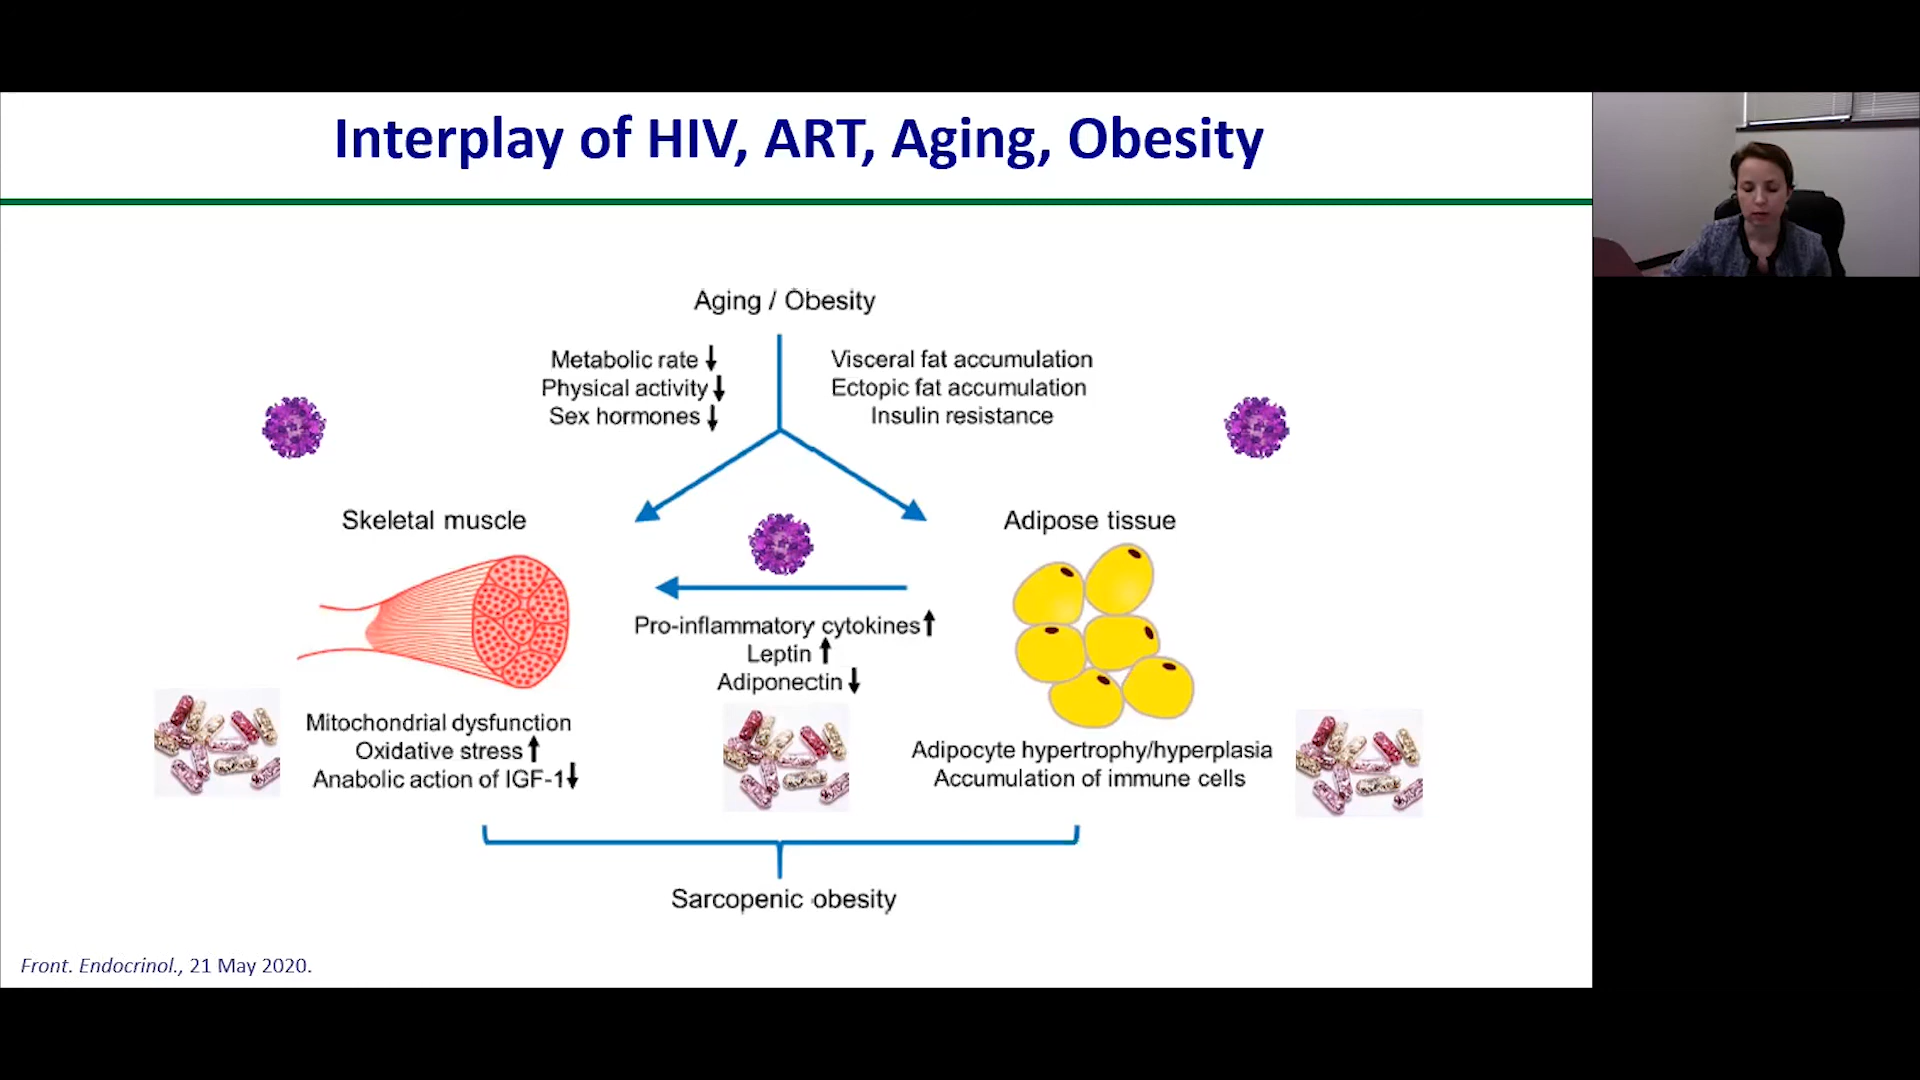 Interplay of HIV, ART, Aging, Obesity
Aging / Obesity
Metabolic rate ↓
Physical activity ↓
Sex hormones ↓
Visceral fat accumulation
Ectopic fat accumulation
Insulin resistance
Skeletal muscle
Adipose tissue
Pro-inflammatory cytokines ↑
Leptin ↑
Adiponectin ↓
Mitochondrial dysfunction
Oxidative stress ↑
Anabolic action of IGF-1 ↓
Adipocyte hypertrophy/hyperplasia
Accumulation of immune cells
Sarcopenic obesity
Front. Endocrinol., 21 May 2020.